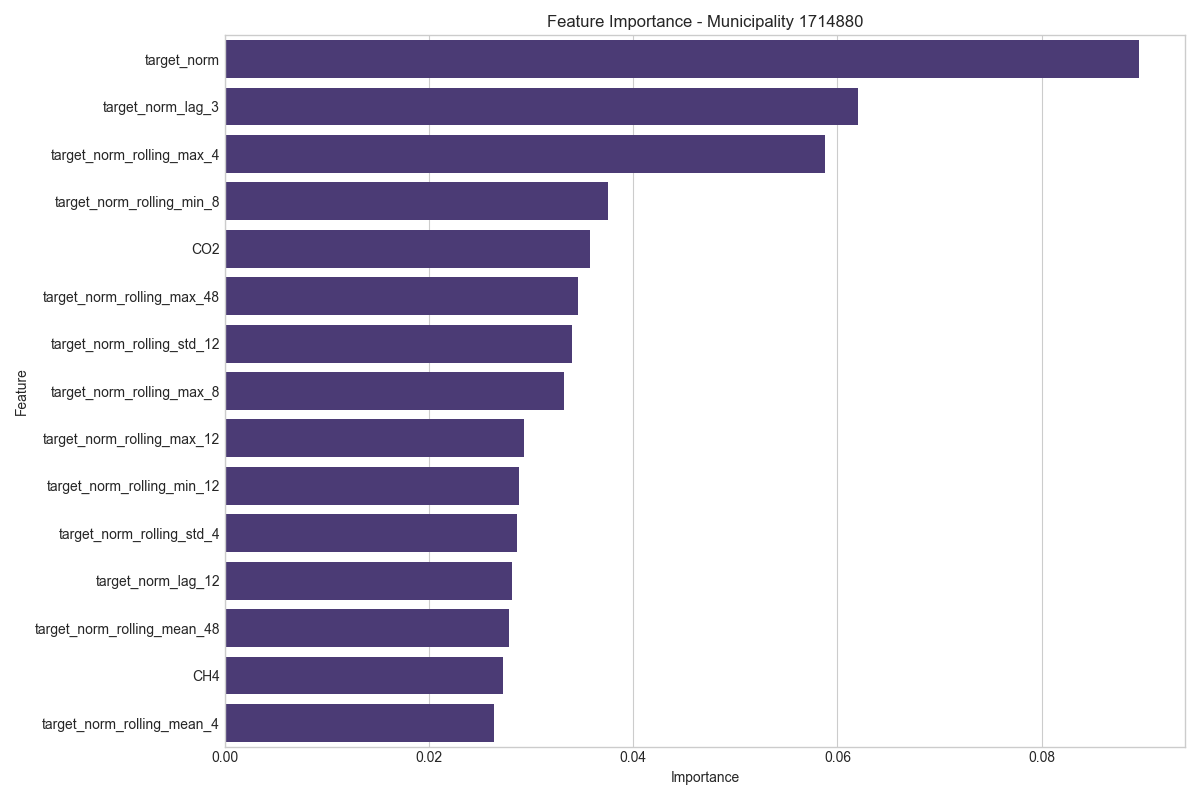 Feature Importance - Municipality 1714880
target_norm
target_norm_lag_3
target_norm_rolling_max_4
target_norm_rolling_min_8
CO2
target_norm_rolling_max_48
target_norm_rolling_std_12
target_norm_rolling_max_8
target_norm_rolling_max_12
target_norm_rolling_min_12
target_norm_rolling_std_4
target_norm_lag_12
target_norm_rolling_mean_48
CH4
target_norm_rolling_mean_4
Feature
0.00 0.02 0.04 0.06 0.08
Importance